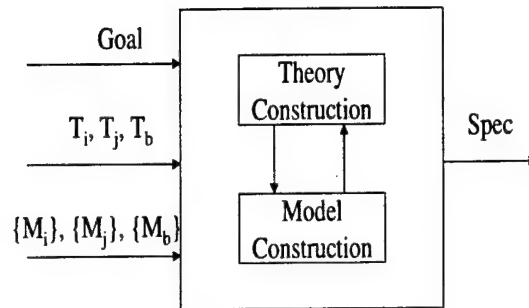 Goal
Theory
Construction
T_i, T_j, T_b
Spec
{M_i}, {M_j}, {M_b}
Model
Construction